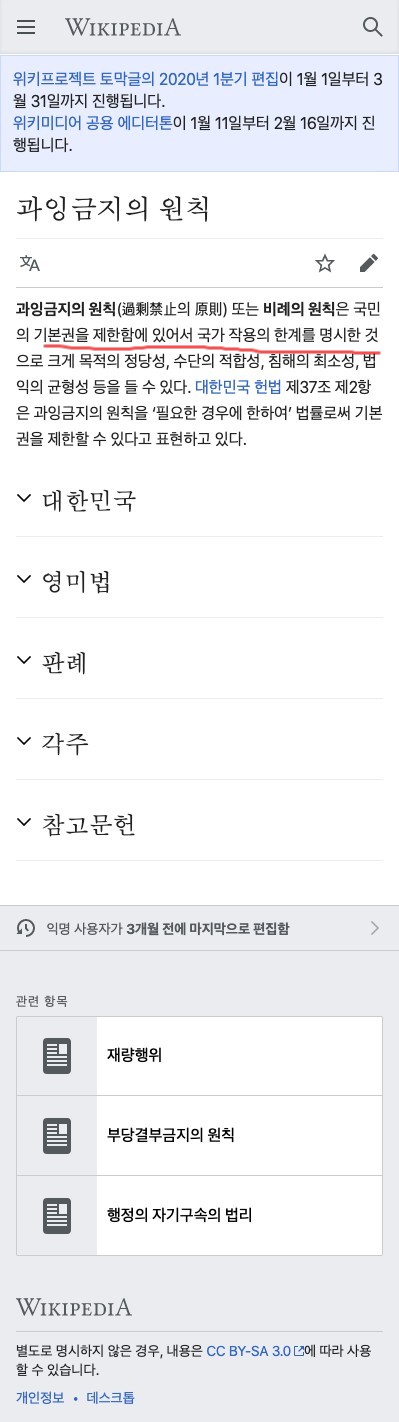 WIKIPEDIA
위키프로젝트 토막글의 2020년 1분기 편집이 1월 1일부터 3
월 31일까지 진행됩니다.
위키미디어 공용 에디터톤이 1월 11일부터 2월 16일까지 진
행됩니다.
과잉금지의 원칙
과잉금지의 원칙(過剩禁止의 原則) 또는 비례의 원칙은 국민
의 기본권을 제한함에 있어서 국가 작용의 한계를 명시한 것
으로 크게 목적의 정당성, 수단의 적합성, 침해의 최소성, 법
익의 균형성 등을 들 수 있다. 대한민국 헌법 제37조 제2항
은 과잉금지의 원칙을 ‘필요한 경우에 한하여’ 법률로써 기본
권을 제한할 수 있다고 표현하고 있다.
대한민국
영미법
판례
각주
참고문헌
익명 사용자가 3개월 전에 마지막으로 편집함
관련 항목
재량행위
부당결부금지의 원칙
행정의 자기구속의 법리
WIKIPEDIA
별도로 명시하지 않은 경우, 내용은 CC BY-SA 3.0에 따라 사용
할 수 있습니다.
개인정보 • 데스크톱